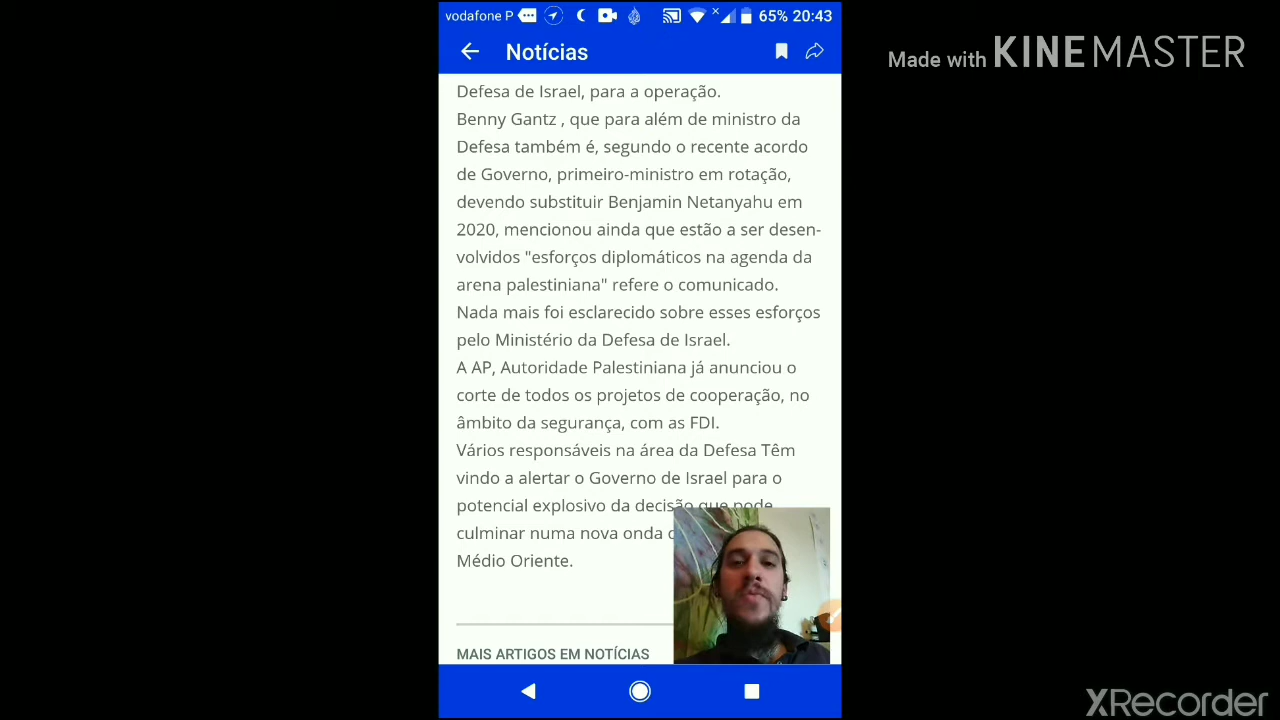 vodafone P 65% 20:43
Notícias
Made with KINEMASTER
Defesa de Israel, para a operação.
Benny Gantz , que para além de ministro da
Defesa também é, segundo o recente acordo
de Governo, primeiro-ministro em rotação,
devendo substituir Benjamin Netanyahu em
2020, mencionou ainda que estão a ser desen-
volvidos "esforços diplomáticos na agenda da
arena palestiniana" refere o comunicado.
Nada mais foi esclarecido sobre esses esforços
pelo Ministério da Defesa de Israel.
A AP, Autoridade Palestiniana já anunciou o
corte de todos os projetos de cooperação, no
âmbito da segurança, com as FDI.
Vários responsáveis na área da Defesa Têm
vindo a alertar o Governo de Israel para o
potencial explosivo da decisão que pode
culminar numa nova onda
Médio Oriente.
MAIS ARTIGOS EM NOTÍCIAS
XRecorder